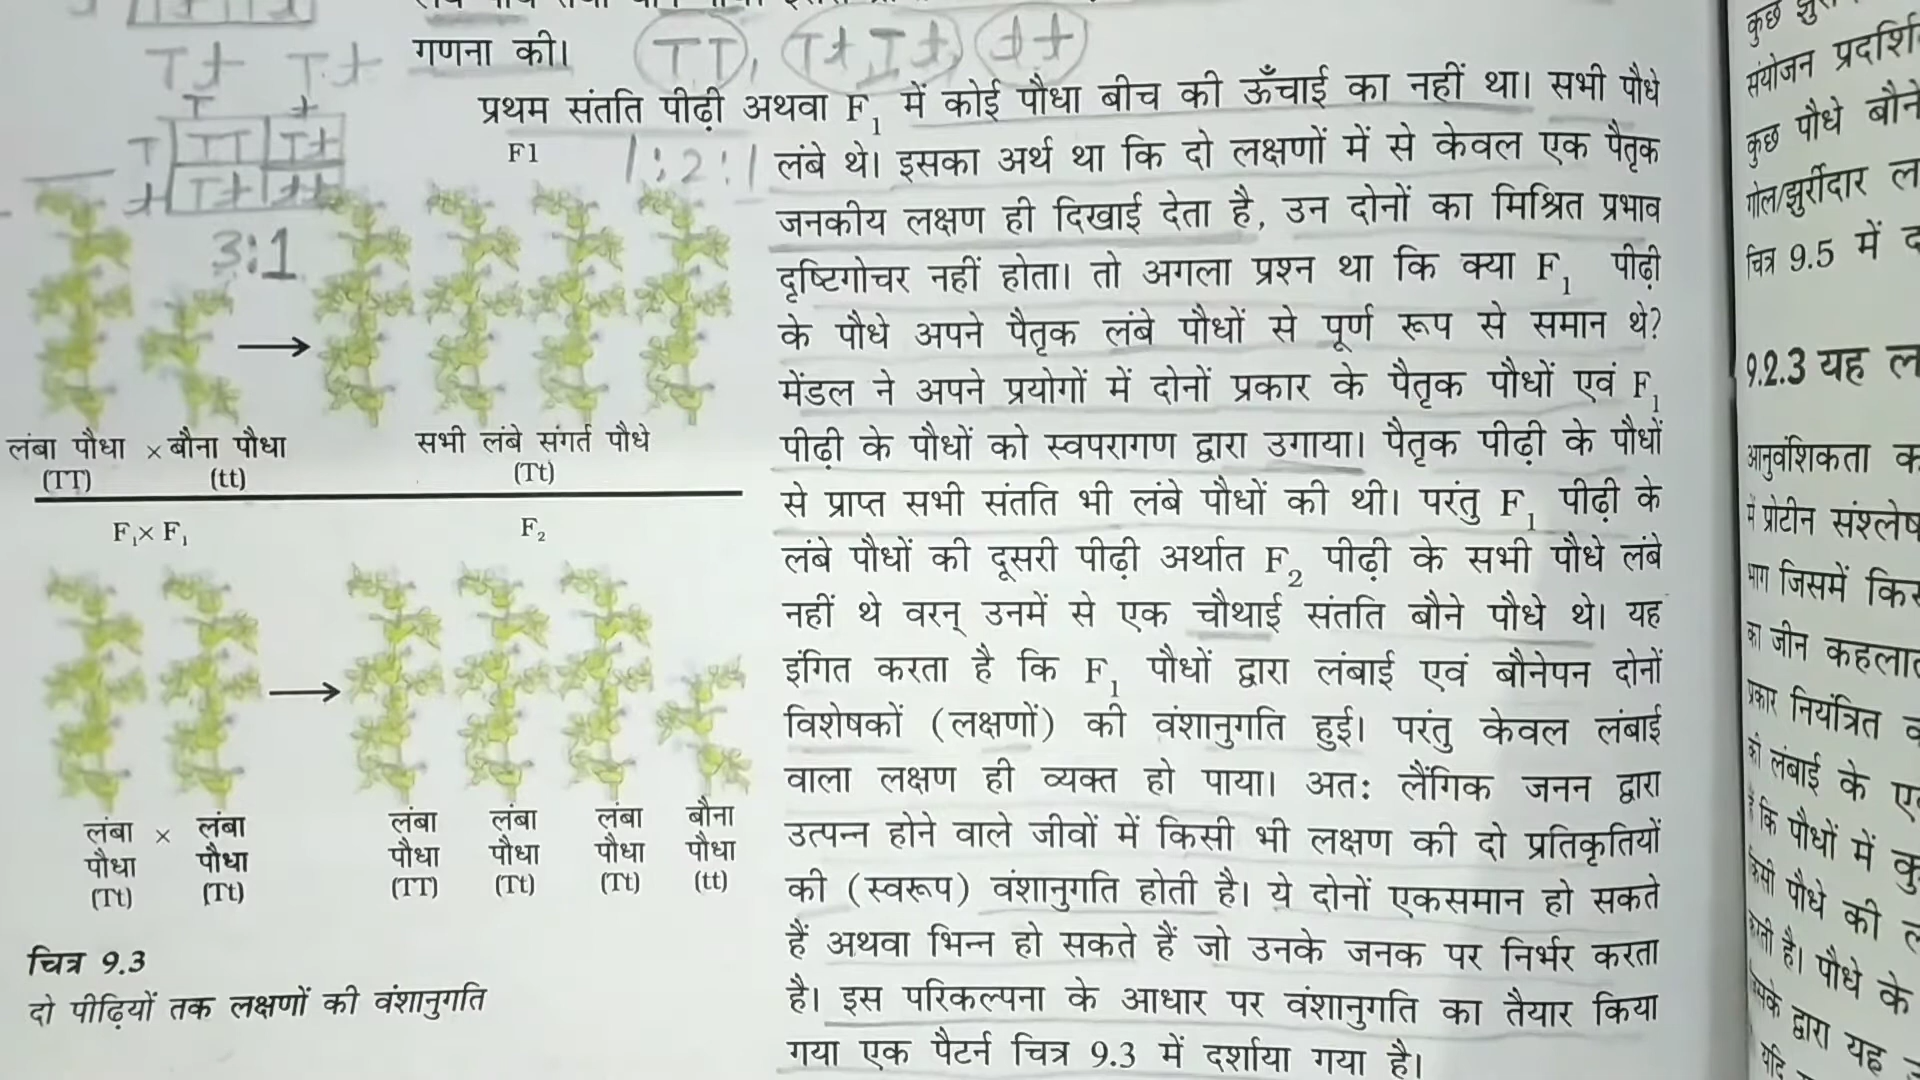 गणना की।
TT, Tt Tt, tt
Tt Tt
T t
T TT Tt
t Tt tt
3:1
1:2:1
प्रथम संतति पीढ़ी अथवा F1 में कोई पौधा बीच की ऊँचाई का नहीं था। सभी पौधे
लंबे थे। इसका अर्थ था कि दो लक्षणों में से केवल एक पैतृक
जनकीय लक्षण ही दिखाई देता है, उन दोनों का मिश्रित प्रभाव
दृष्टिगोचर नहीं होता। तो अगला प्रश्न था कि क्या F1 पीढ़ी
के पौधे अपने पैतृक लंबे पौधों से पूर्ण रूप से समान थे?
मेंडल ने अपने प्रयोगों में दोनों प्रकार के पैतृक पौधों एवं F1
पीढ़ी के पौधों को स्वपरागण द्वारा उगाया। पैतृक पीढ़ी के पौधों
से प्राप्त सभी संतति भी लंबे पौधों की थी। परंतु F1 पीढ़ी के
लंबे पौधों की दूसरी पीढ़ी अर्थात F2 पीढ़ी के सभी पौधे लंबे
नहीं थे वरन् उनमें से एक चौथाई संतति बौने पौधे थे। यह
इंगित करता है कि F1 पौधों द्वारा लंबाई एवं बौनेपन दोनों
विशेषकों (लक्षणों) की वंशानुगति हुई। परंतु केवल लंबाई
वाला लक्षण ही व्यक्त हो पाया। अतः लैंगिक जनन द्वारा
उत्पन्न होने वाले जीवों में किसी भी लक्षण की दो प्रतिकृतियों
की (स्वरूप) वंशानुगति होती है। ये दोनों एकसमान हो सकते
हैं अथवा भिन्न हो सकते हैं जो उनके जनक पर निर्भर करता
है। इस परिकल्पना के आधार पर वंशानुगति का तैयार किया
गया एक पैटर्न चित्र 9.3 में दर्शाया गया है।
F1
लंबा पौधा × बौना पौधा सभी लंबे संगर्त पौधे
(TT) (tt) (Tt)
F1× F1 F2
लंबा × लंबा लंबा लंबा लंबा बौना
पौधा पौधा पौधा पौधा पौधा पौधा
(Tt) (Tt) (TT) (Tt) (Tt) (tt)
चित्र 9.3
दो पीढ़ियों तक लक्षणों की वंशानुगति
कुछ
संयोजन
कुछ पौधे
गोल/झुर्रीदार
चित्र 9.5 में
9.2.3 यह
आनुवंशिकता
में प्रोटीन
भाग जिसमें
का जीन
प्रकार नियंत्रित
की लंबाई के
कि पौधों में
किसी पौधे की
है। पौधे के
द्वारा यह
यदि